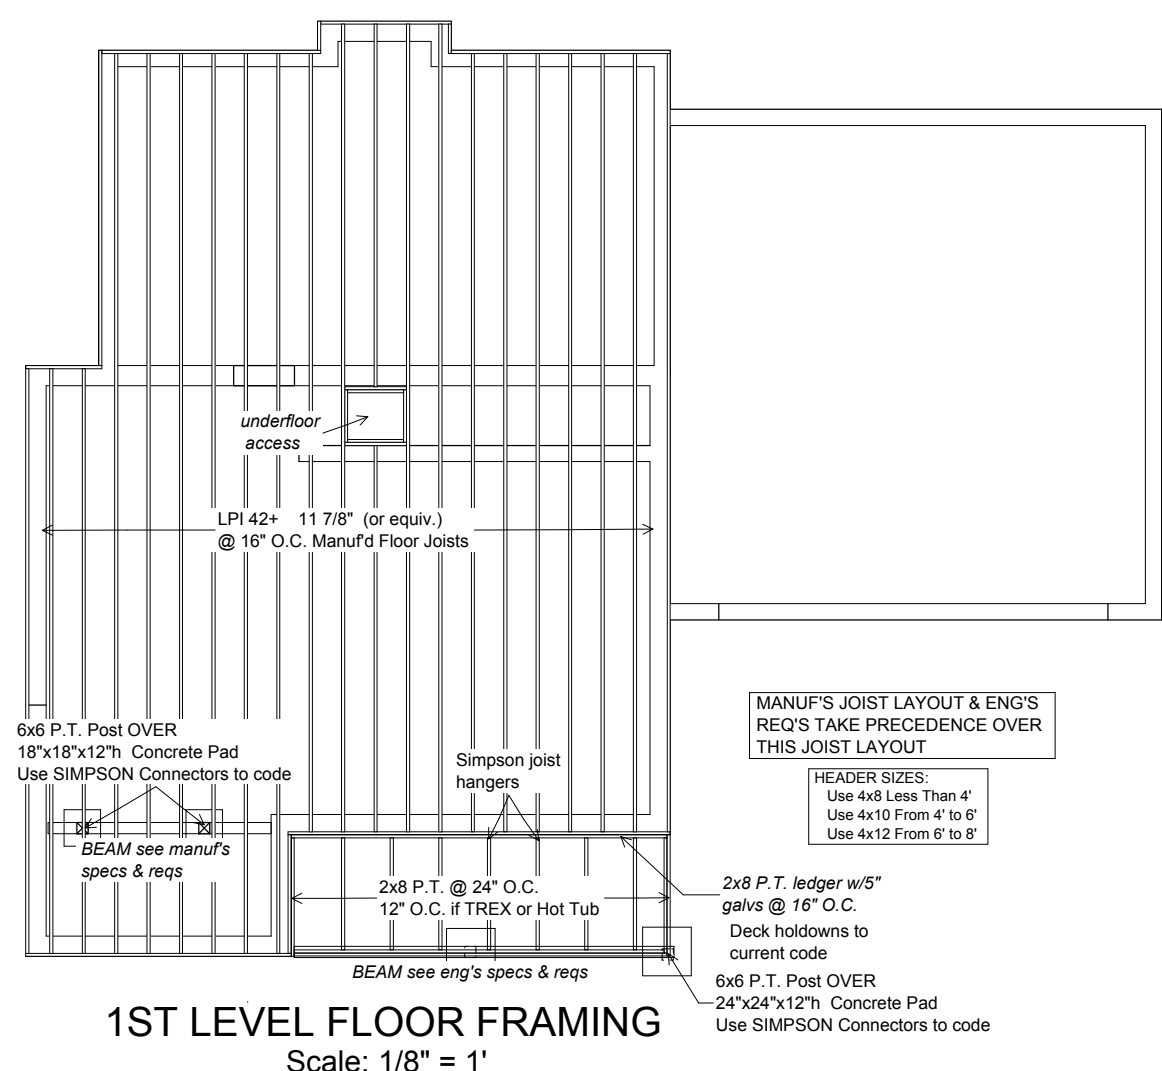 underfloor
access
LPI 42+ 11 7/8" (or equiv.)
@ 16" O.C. Manuf'd Floor Joists
MANUF'S JOIST LAYOUT & ENG'S
REQ'S TAKE PRECEDENCE OVER
THIS JOIST LAYOUT
HEADER SIZES:
Use 4x8 Less Than 4'
Use 4x10 From 4' to 6'
Use 4x12 From 6' to 8'
6x6 P.T. Post OVER
18"x18"x12"h Concrete Pad
Use SIMPSON Connectors to code
Simpson joist
hangers
BEAM see manuf's
specs & reqs
2x8 P.T. @ 24" O.C.
12" O.C. if TREX or Hot Tub
2x8 P.T. ledger w/5"
galvs @ 16" O.C.
Deck holdowns to
current code
BEAM see eng's specs & reqs
6x6 P.T. Post OVER
24"x24"x12"h Concrete Pad
Use SIMPSON Connectors to code
1ST LEVEL FLOOR FRAMING
Scale: 1/8" = 1'